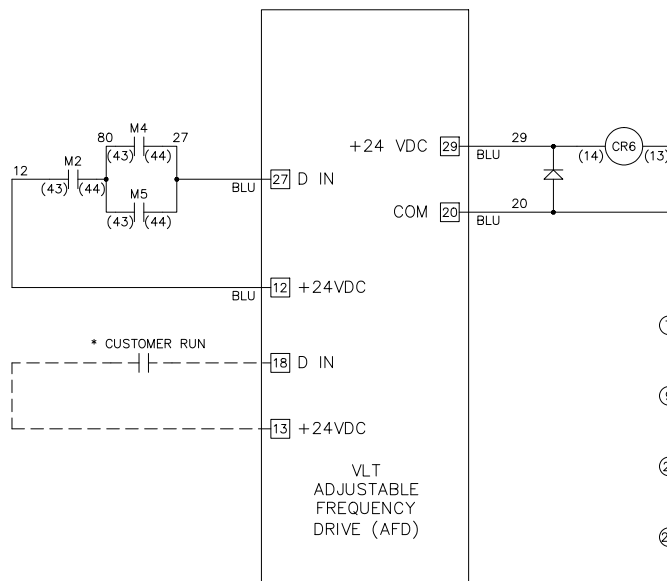 M4
80
27
(43)
(44)
12
M2
(43)
(44)
M5
(43)
(44)
BLU
27 D IN
BLU
12 +24VDC
* CUSTOMER RUN
18 D IN
13 +24VDC
+24 VDC 29
BLU
29
(14)
CR6
(13)
COM 20
BLU
20
VLT
ADJUSTABLE
FREQUENCY
DRIVE (AFD)